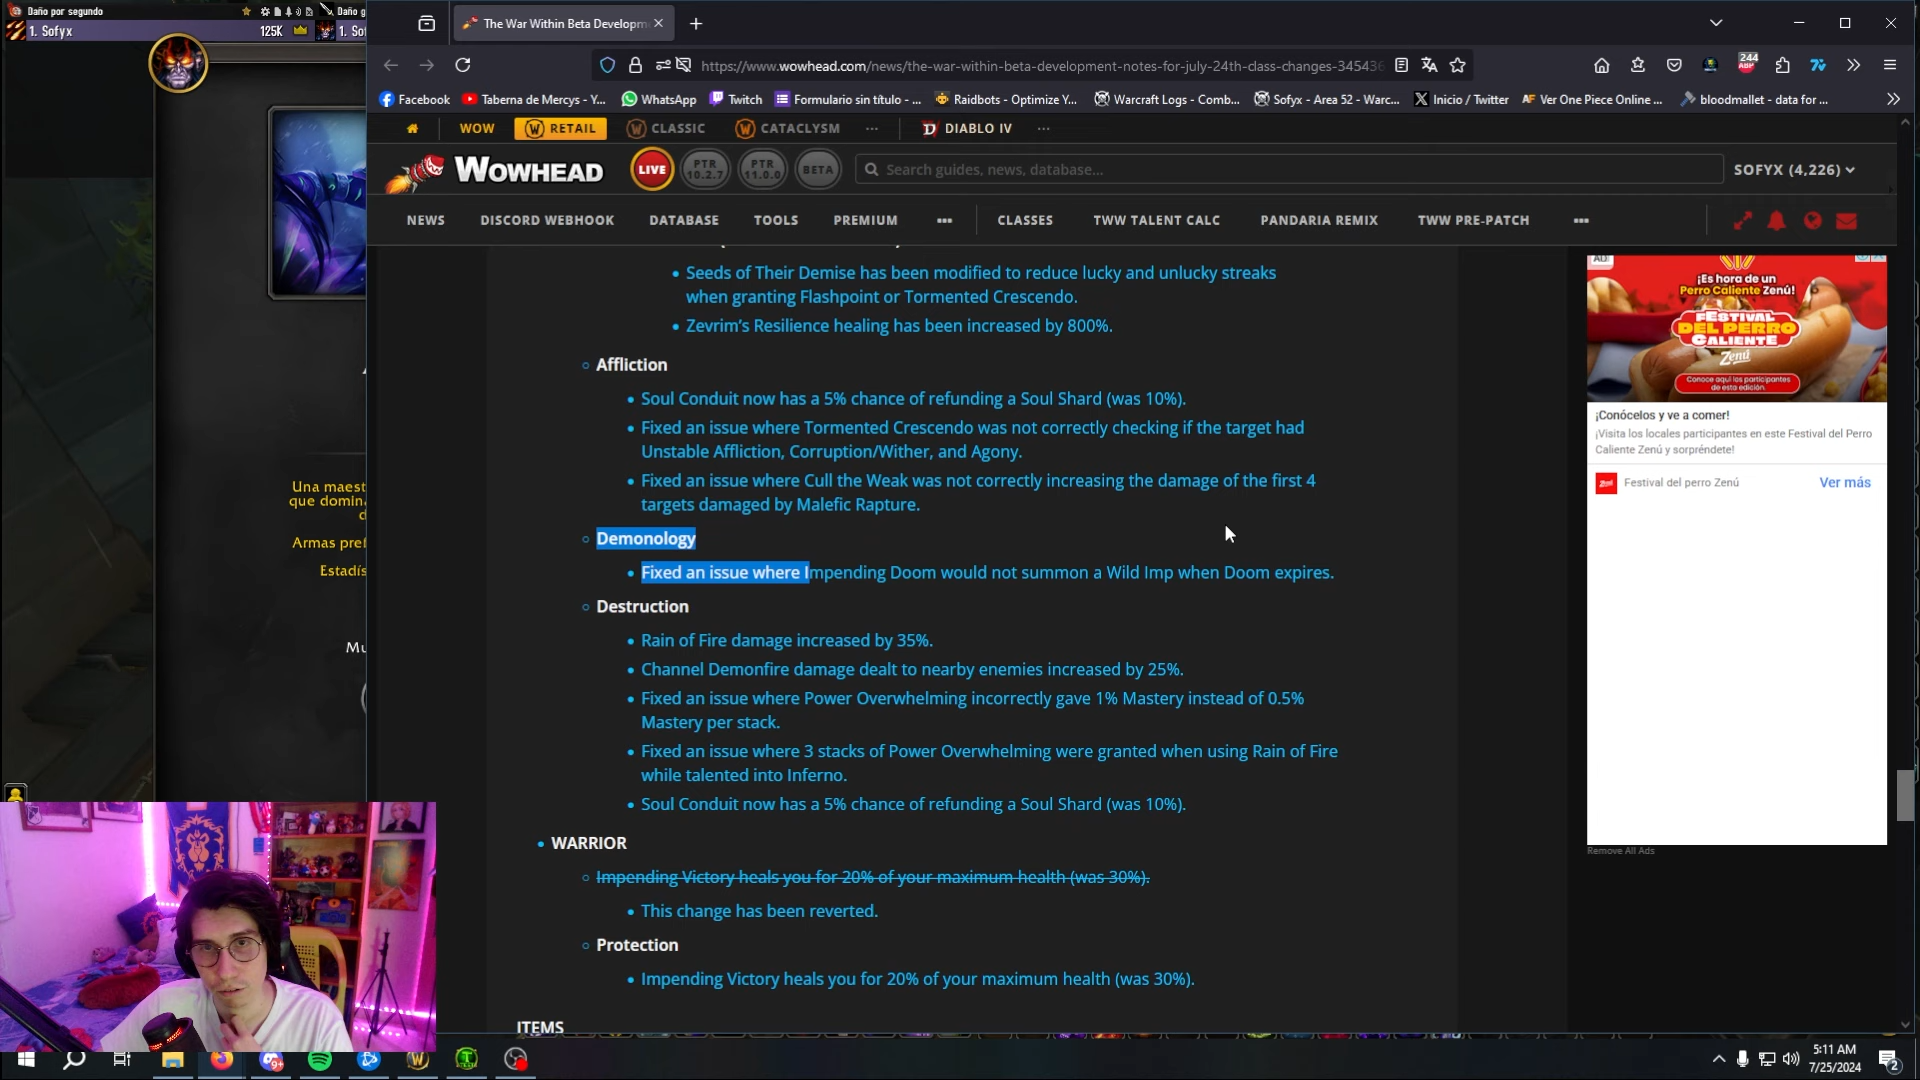 Daño por segundo
Daño g
1. Sofyx
125K
1. So
The War Within Beta Developm
https://www.wowhead.com/news/the-war-within-beta-development-notes-for-july-24th-class-changes-345436
244
Facebook
Taberna de Mercys - Y...
WhatsApp
Twitch
Formulario sin título - ...
Raidbots - Optimize Y...
Warcraft Logs - Comb...
Sofyx - Area 52 - Warc...
Inicio / Twitter
AF Ver One Piece Online ...
bloodmallet - data for ...
WOW
RETAIL
CLASSIC
CATACLYSM
DIABLO IV
WOWHEAD
LIVE
PTR 10.2.7
PTR 11.0.0
BETA
Search guides, news, database...
SOFYX (4,226)
NEWS
DISCORD WEBHOOK
DATABASE
TOOLS
PREMIUM
CLASSES
TWW TALENT CALC
PANDARIA REMIX
TWW PRE-PATCH
• Seeds of Their Demise has been modified to reduce lucky and unlucky streaks
when granting Flashpoint or Tormented Crescendo.
• Zevrim's Resilience healing has been increased by 800%.
Affliction
• Soul Conduit now has a 5% chance of refunding a Soul Shard (was 10%).
• Fixed an issue where Tormented Crescendo was not correctly checking if the target had
Unstable Affliction, Corruption/Wither, and Agony.
• Fixed an issue where Cull the Weak was not correctly increasing the damage of the first 4
targets damaged by Malefic Rapture.
Demonology
• Fixed an issue where Impending Doom would not summon a Wild Imp when Doom expires.
Destruction
• Rain of Fire damage increased by 35%.
• Channel Demonfire damage dealt to nearby enemies increased by 25%.
• Fixed an issue where Power Overwhelming incorrectly gave 1% Mastery instead of 0.5%
Mastery per stack.
• Fixed an issue where 3 stacks of Power Overwhelming were granted when using Rain of Fire
while talented into Inferno.
• Soul Conduit now has a 5% chance of refunding a Soul Shard (was 10%).
• WARRIOR
Impending Victory heals you for 20% of your maximum health (was 30%).
• This change has been reverted.
Protection
• Impending Victory heals you for 20% of your maximum health (was 30%).
ITEMS
AD
¡Es hora de un
Perro Caliente Zenú!
FESTIVAL
DEL PERRO
CALIENTE
Zenú
Conoce aquí los participantes
de esta edición.
¡Conócelos y ve a comer!
¡Visita los locales participantes en este Festival del Perro
Caliente Zenú y sorpréndete!
Festival del perro Zenú
Ver más
Remove All Ads
Una maest
que domin
Armas pref
Estadís
Mu
5:11 AM
7/25/2024
2